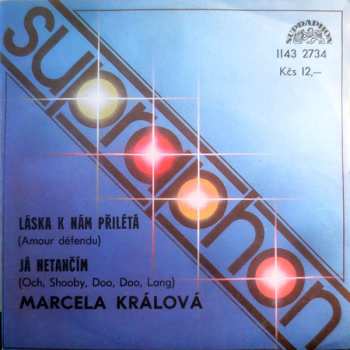 SUPRAPHON
1143 2734
Kčs 12,—
supraphon
LÁSKA K NÁM PŘILÉTÁ
(Amour défendu)
JÁ NETANČÍM
(Och, Shooby, Doo, Doo, Lang)
MARCELA KRÁLOVÁ